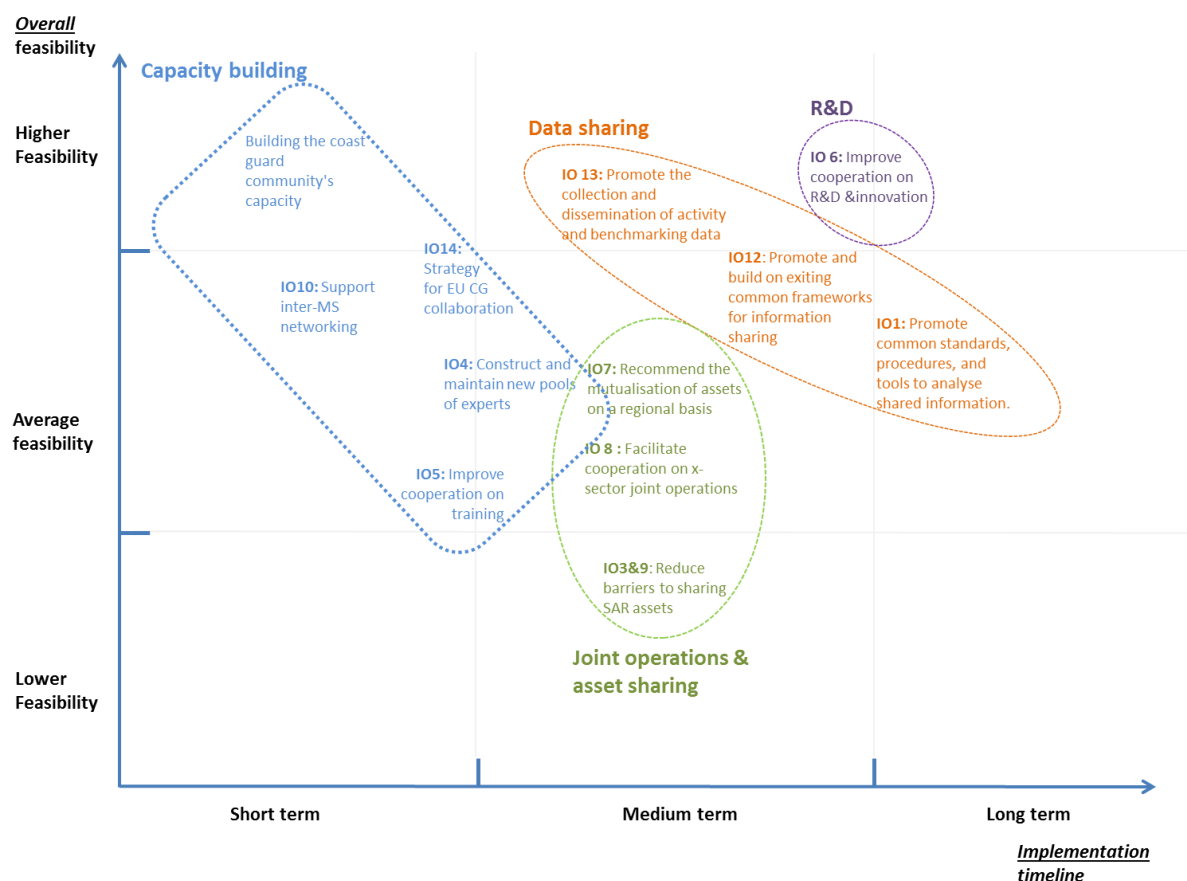 Overall
feasibility
Capacity building
Higher
Feasibility
Building the coast
guard
community's
capacity
Data sharing
IO 13: Promote the
collection and
dissemination of activity
and benchmarking data
R&D
IO 6: Improve
cooperation on
R&D &innovation
IO14:
Strategy
for EU CG
collaboration
IO10: Support
inter-MS
networking
IO12: Promote and
build on exiting
common frameworks
for information
sharing
IO1: Promote
common standards,
procedures, and
tools to analyse
shared information.
IO4: Construct and
maintain new pools
of experts
IO7: Recommend the
mutualisation of assets
on a regional basis
Average
feasibility
IO 8 : Facilitate
cooperation on x-
sector joint operations
IO5: Improve
cooperation on
training
IO3&9: Reduce
barriers to sharing
SAR assets
Joint operations &
asset sharing
Lower
Feasibility
Short term
Medium term
Long term
Implementation
timeline